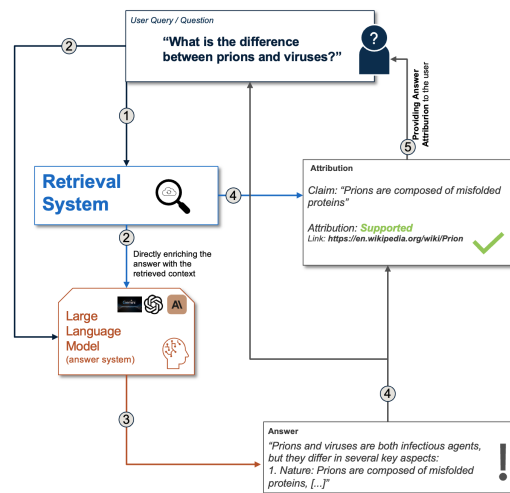 User Query / Question
“What is the difference
between prions and viruses?”
?
2
1
Providing Answer
Attriburion to the user
5
Retrieval
System
4
Attribution
Claim: “Prions are composed of misfolded
proteins”
Attribution: Supported
Link: https://en.wikipedia.org/wiki/Prion
2
Directly enriching the
answer with the
retrieved context
Large
Language
Model
(answer system)
A\
3
4
Answer
“Prions and viruses are both infectious agents,
but they differ in several key aspects:
1. Nature: Prions are composed of misfolded
proteins, [...]”
!